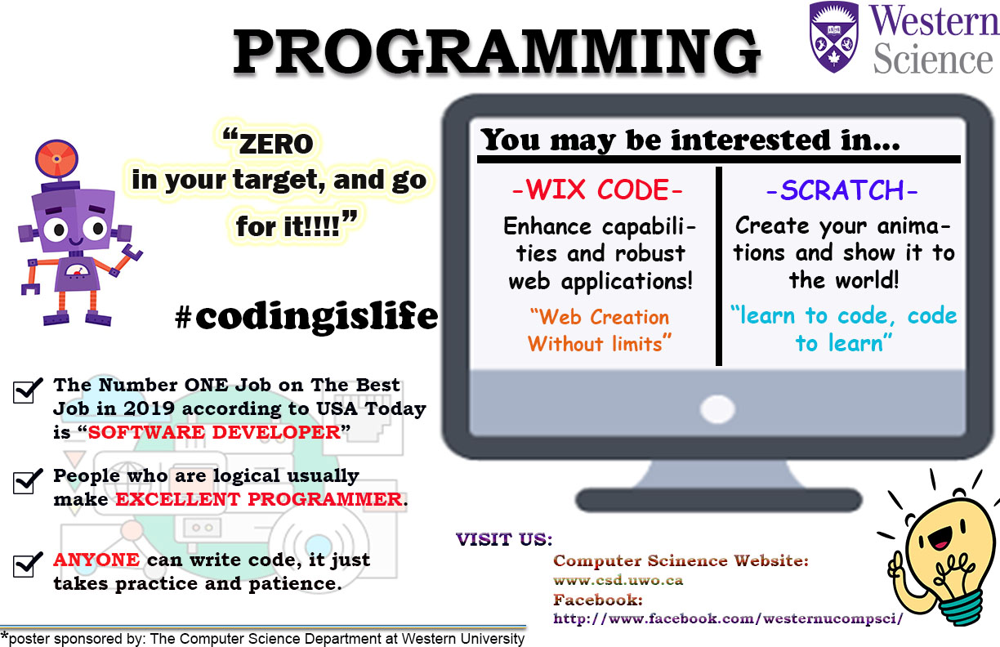 PROGRAMMING
Western
Science
“ZERO
in your target, and go
for it!!!!”
#codingislife
You may be interested in...
-WIX CODE-
Enhance capabili-
ties and robust
web applications!
“Web Creation
Without limits”
-SCRATCH-
Create your anima-
tions and show it to
the world!
“learn to code, code
to learn”
The Number ONE Job on The Best
Job in 2019 according to USA Today
is “SOFTWARE DEVELOPER”
People who are logical usually
make EXCELLENT PROGRAMMER.
ANYONE can write code, it just
takes practice and patience.
VISIT US:
Computer Scinence Website:
www.csd.uwo.ca
Facebook:
http://www.facebook.com/westernucompsci/
*poster sponsored by: The Computer Science Department at Western University